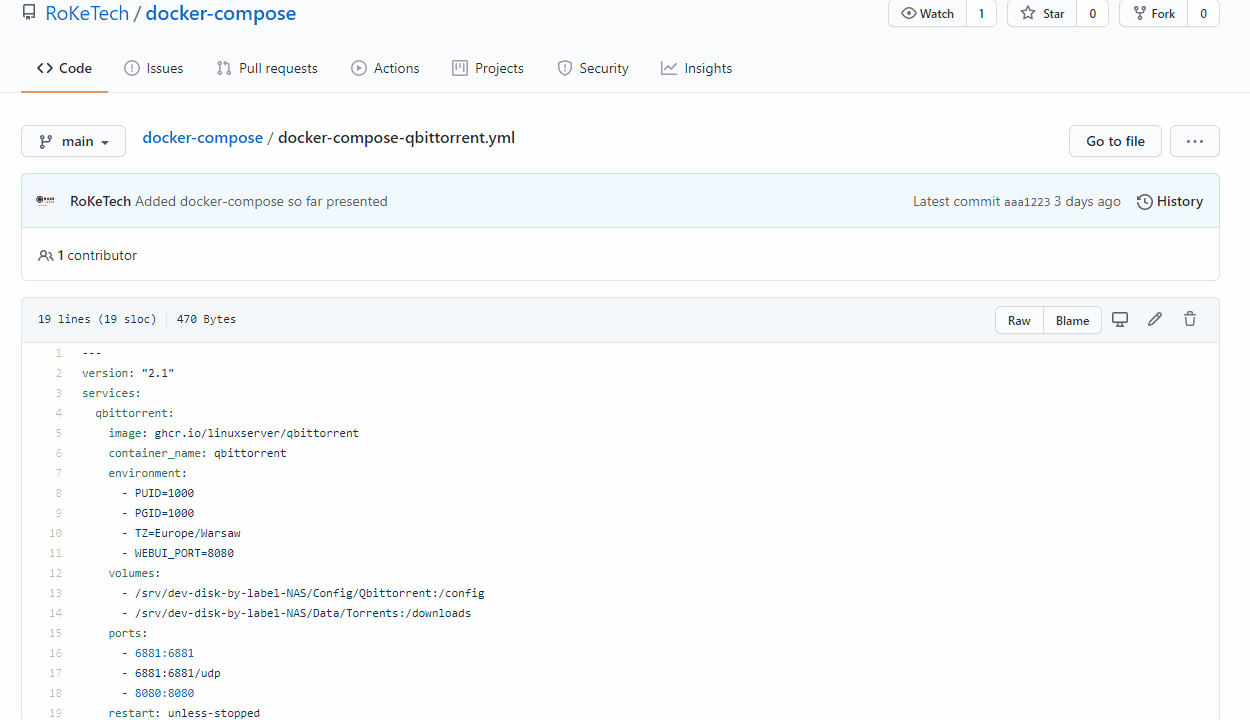 RoKeTech / docker-compose
Watch 1 Star 0 Fork 0
Code Issues Pull requests Actions Projects Security Insights
main docker-compose / docker-compose-qbittorrent.yml Go to file ...
RoKeTech Added docker-compose so far presented Latest commit aaa1223 3 days ago History
1 contributor
19 lines (19 sloc) 470 Bytes Raw Blame
1 ---
2 version: "2.1"
3 services:
4   qbittorrent:
5     image: ghcr.io/linuxserver/qbittorrent
6     container_name: qbittorrent
7     environment:
8       - PUID=1000
9       - PGID=1000
10       - TZ=Europe/Warsaw
11       - WEBUI_PORT=8080
12     volumes:
13       - /srv/dev-disk-by-label-NAS/Config/Qbittorrent:/config
14       - /srv/dev-disk-by-label-NAS/Data/Torrents:/downloads
15     ports:
16       - 6881:6881
17       - 6881:6881/udp
18       - 8080:8080
19     restart: unless-stopped